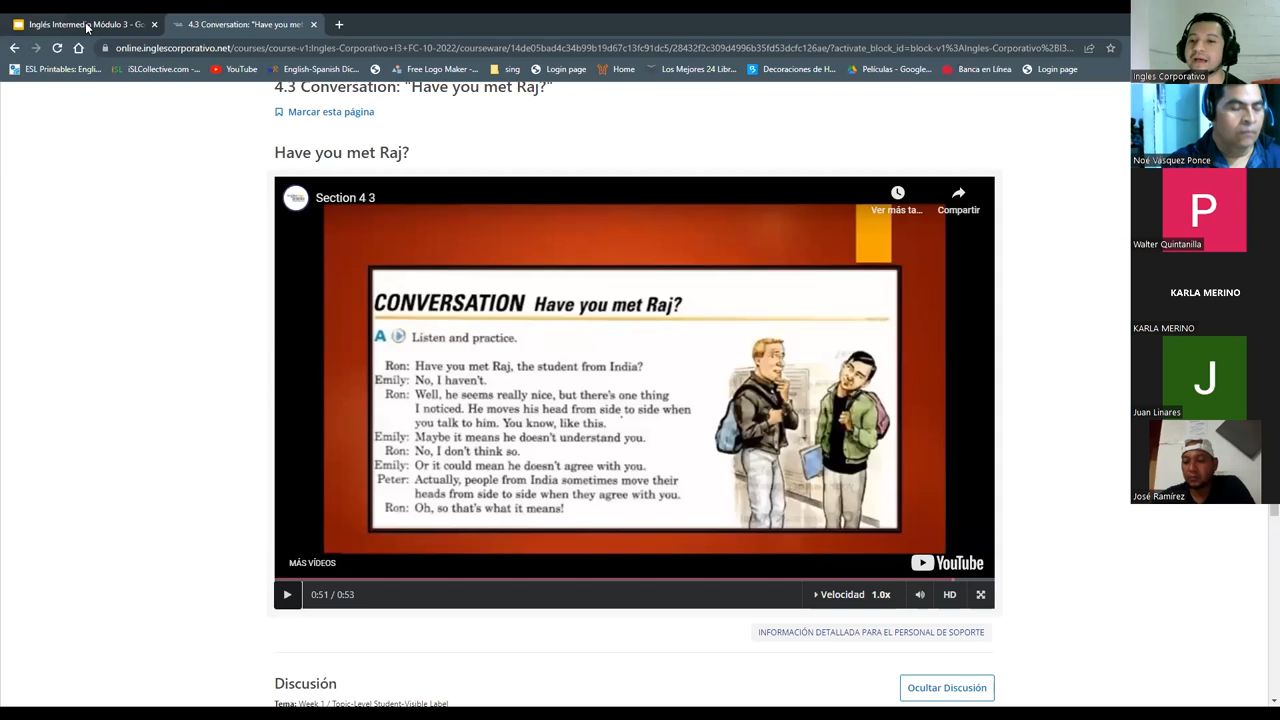 Inglés Intermedio Módulo 3 - Go
4.3 Conversation: "Have you met
online.inglescorporativo.net/courses/course-v1:Ingles-Corporativo+I3+FC-10-2022/courseware/14de05bad4c34b99b19d67c13fc91dc5/28432f2c309d4996b35fd53dcfc126ae/?activate_block_id=block-v1%3AIngles-Corporativo%2BI3...
ESL Printables: Engli...
iSLCollective.com -...
YouTube
English-Spanish Dic...
Free Logo Maker -...
sing
Login page
Home
Los Mejores 24 Libr...
Decoraciones de H...
Películas - Google...
Banca en Línea
Login page
4.3 Conversation: "Have you met Raj?"
Marcar esta página
Have you met Raj?
Section 4 3
Ver más ta...
Compartir
CONVERSATION Have you met Raj?
A Listen and practice.
Ron: Have you met Raj, the student from India?
Emily: No, I haven't.
Ron: Well, he seems really nice, but there's one thing
I noticed. He moves his head from side to side when
you talk to him. You know, like this.
Emily: Maybe it means he doesn't understand you.
Ron: No, I don't think so.
Emily: Or it could mean he doesn't agree with you.
Peter: Actually, people from India sometimes move their
heads from side to side when they agree with you.
Ron: Oh, so that's what it means!
MÁS VÍDEOS
YouTube
0:51 / 0:53
Velocidad 1.0x
HD
INFORMACIÓN DETALLADA PARA EL PERSONAL DE SOPORTE
Discusión
Ocultar Discusión
Tema: Week 1 / Topic-Level Student-Visible Label
Ingles Corporativo
Noé Vásquez Ponce
P
Walter Quintanilla
KARLA MERINO
KARLA MERINO
J
Juan Linares
José Ramírez